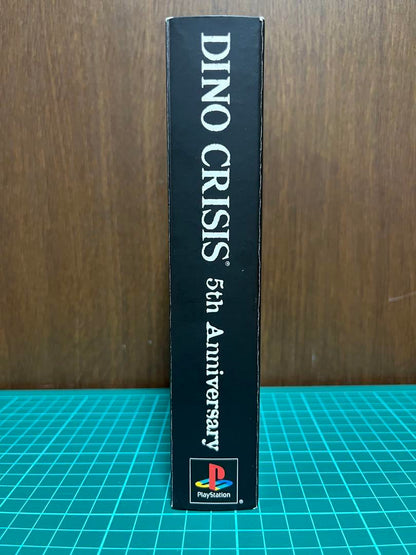 DINO CRISIS® 5th Anniversary
PlayStation®